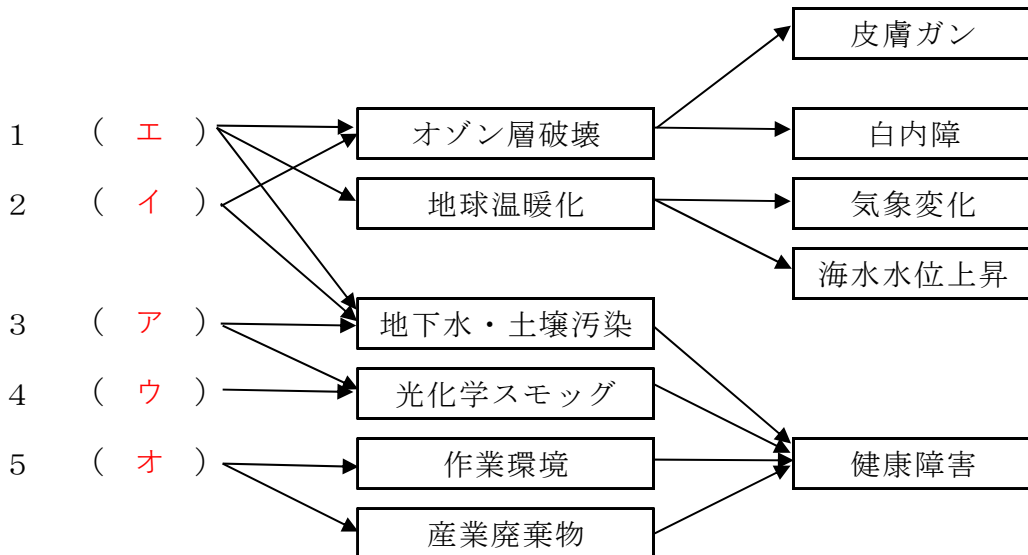 皮膚ガン
1 （ エ ） オゾン層破壊 白内障
2 （ イ ） 地球温暖化 気象変化
海水水位上昇
3 （ ア ） 地下水・土壌汚染
4 （ ウ ） 光化学スモッグ
5 （ オ ） 作業環境 健康障害
産業廃棄物